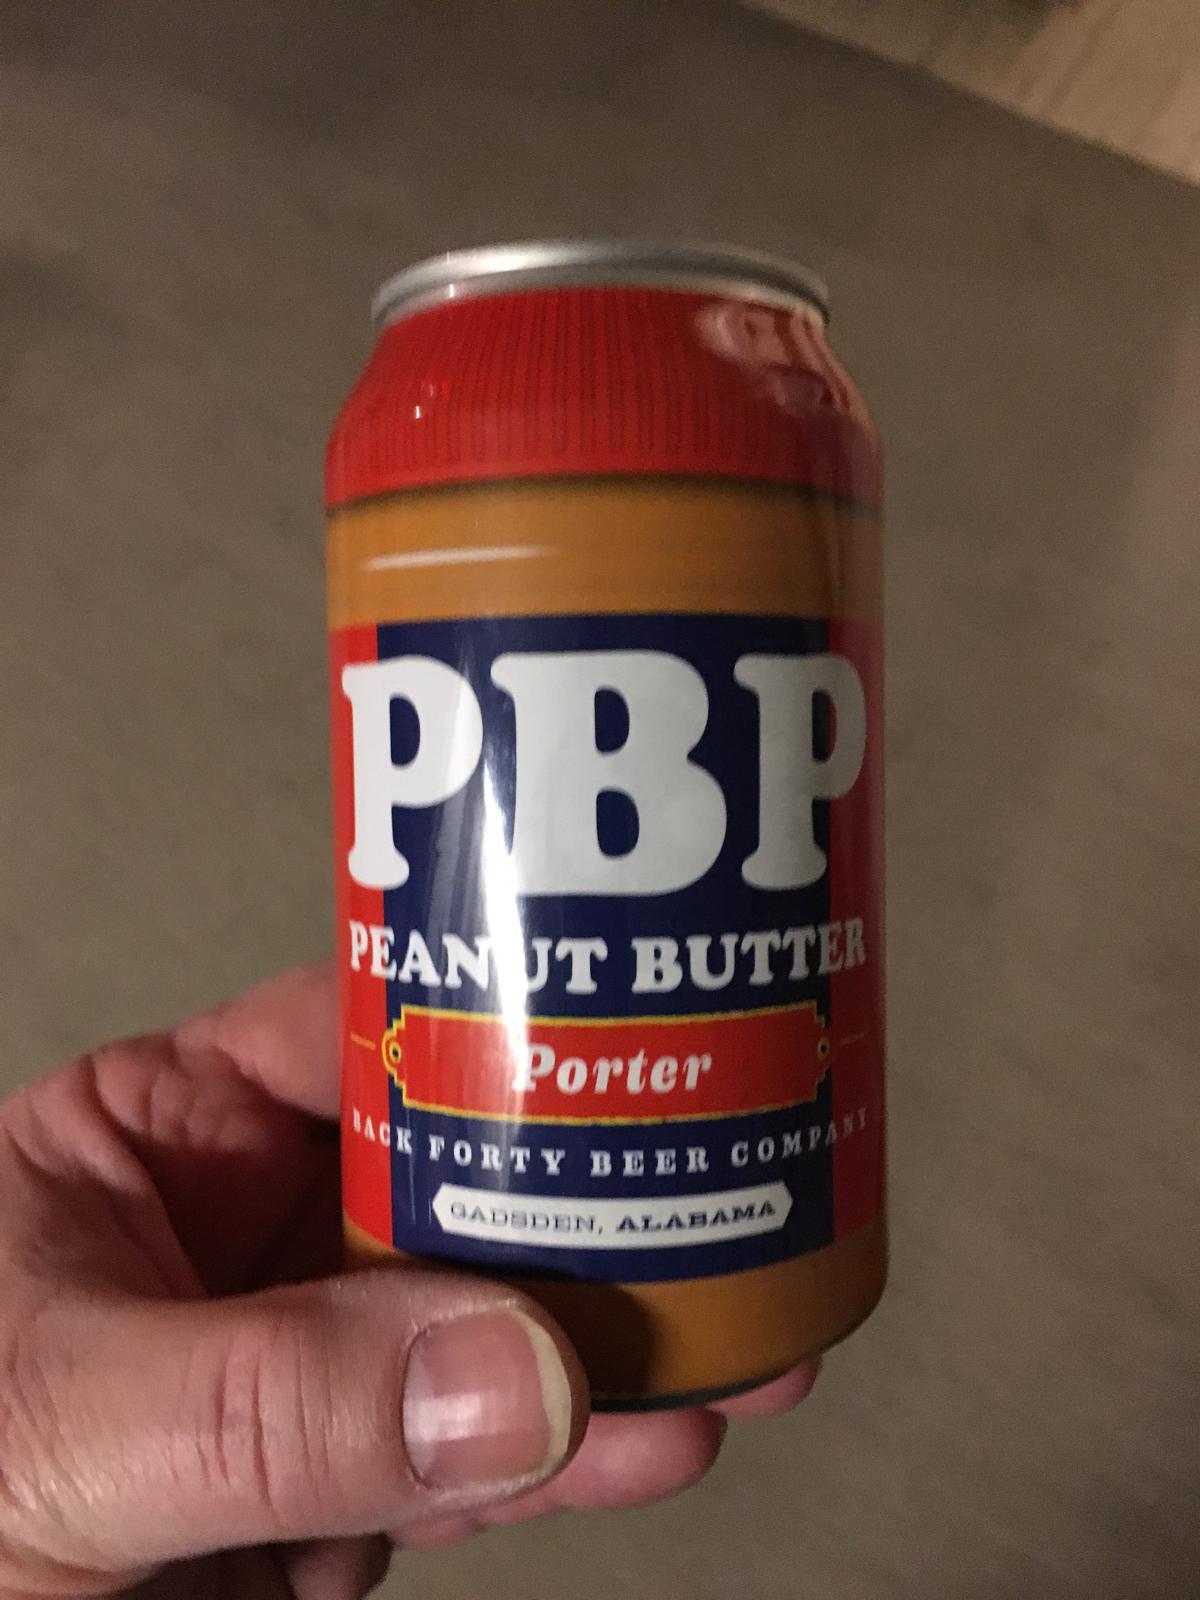 PBP
PEANUT BUTTER
Porter
BACK FORTY BEER COMPANY
GADSDEN, ALABAMA